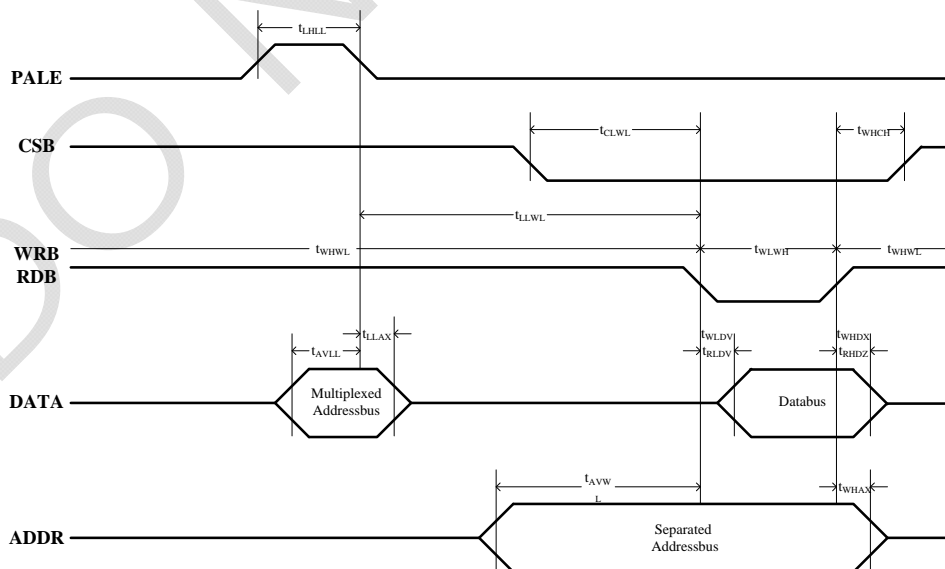 tLHLL
PALE
CSB
tCLWL
tWHCH
tLLWL
WRB
tWHWL
tWLWH
tWHWL
RDB
tLLAX
tWLDV
tWHDX
tAVLL
tRLDV
tRHDZ
DATA
Multiplexed
Addressbus
Databus
tAVW
L
tWHAX
ADDR
Separated
Addressbus
DO N